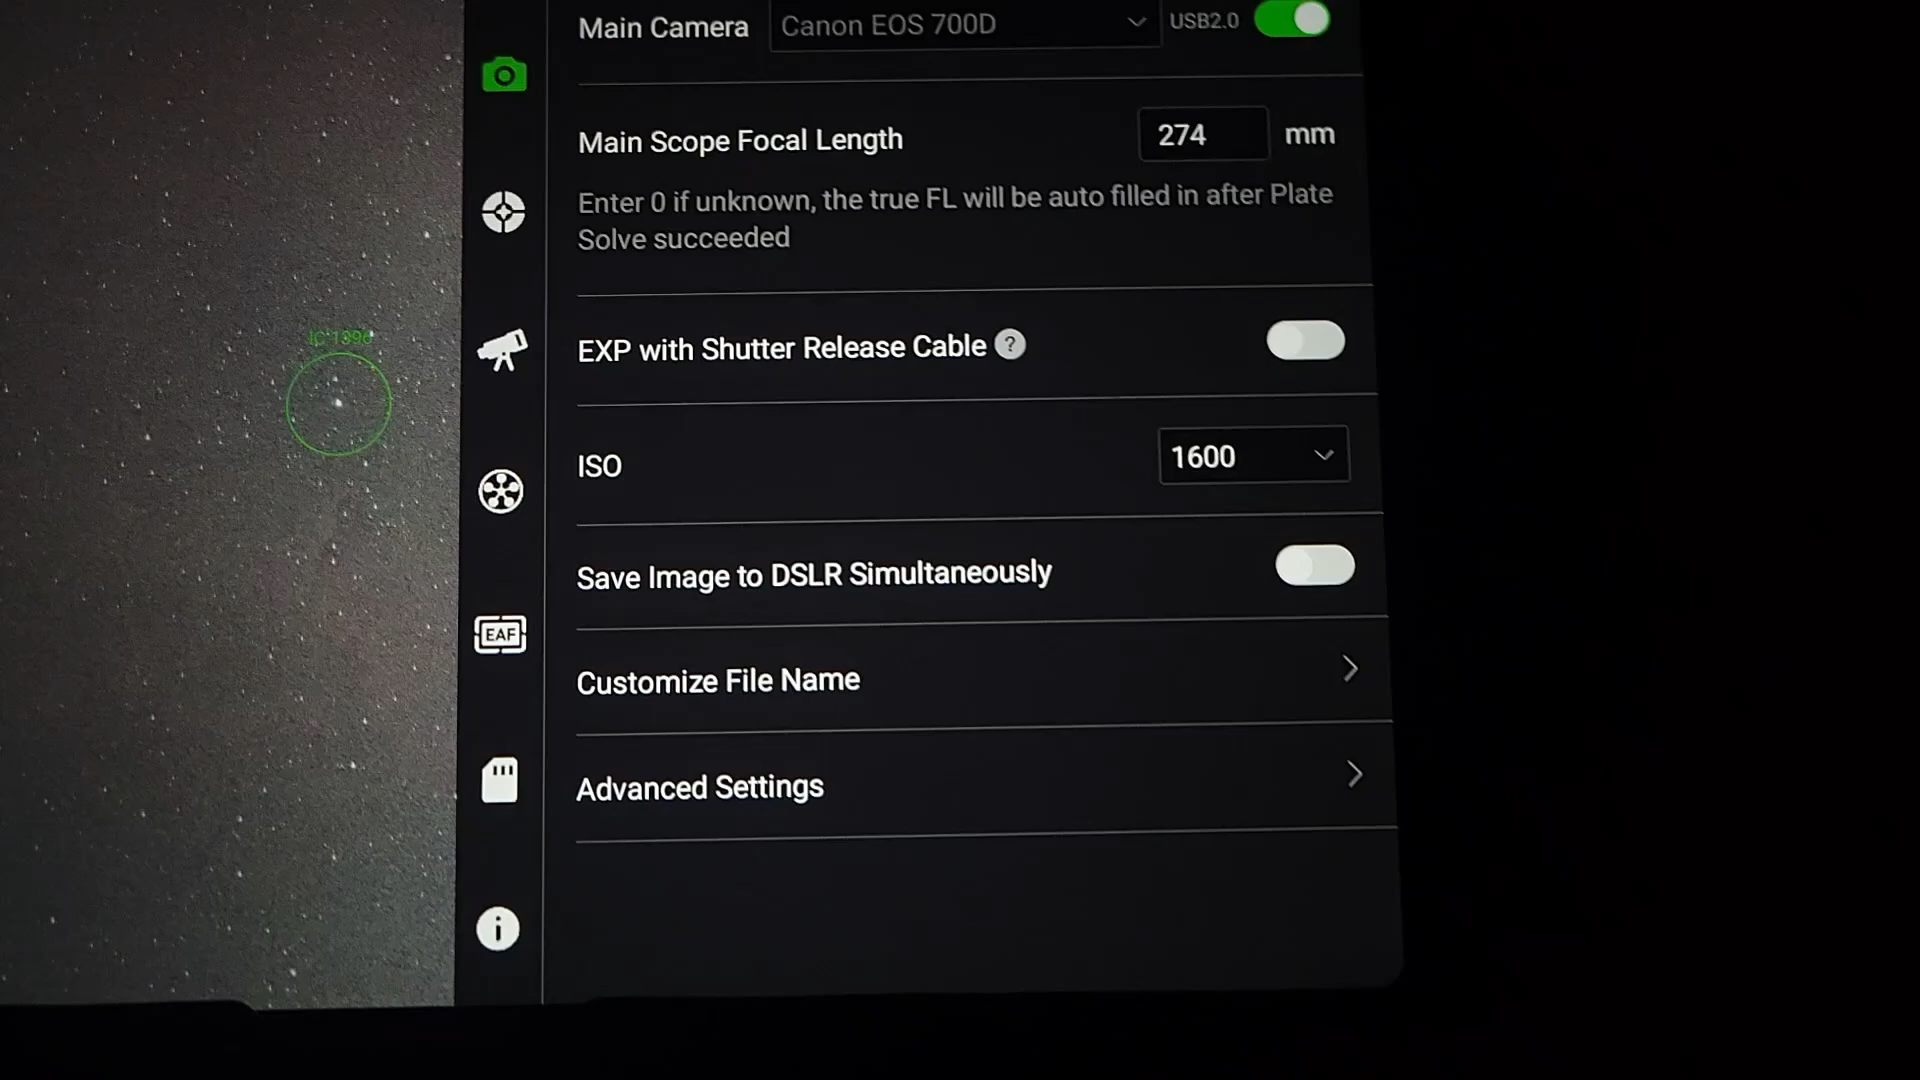 Main Camera Canon EOS 700D USB2.0
Main Scope Focal Length 274 mm
Enter 0 if unknown, the true FL will be auto filled in after Plate
Solve succeeded
IC 1396
EXP with Shutter Release Cable ?
ISO 1600
Save Image to DSLR Simultaneously
EAF
Customize File Name
Advanced Settings
i